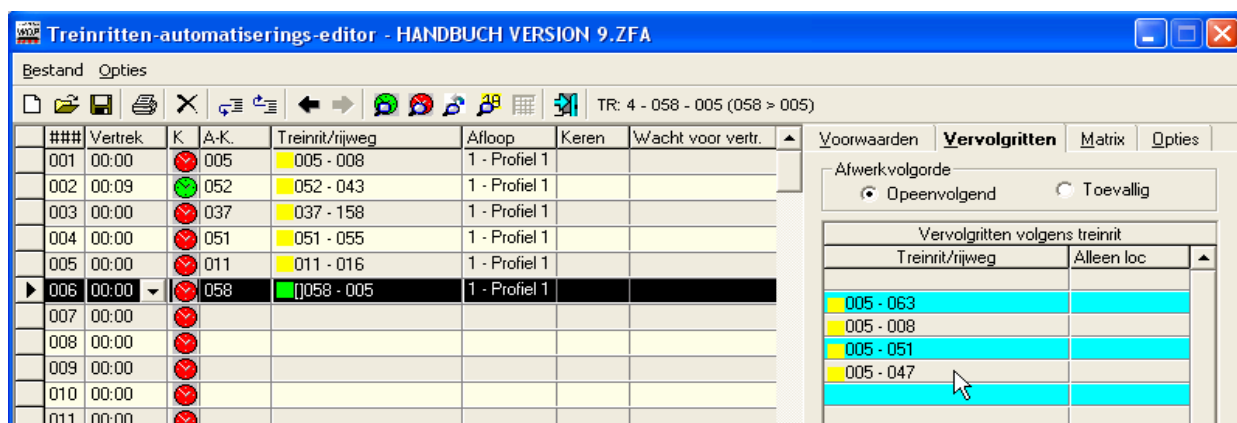 Treinritten-automatiserings-editor - HANDBUCH VERSION 9.ZFA
Bestand Opties
TR: 4 - 058 - 005 (058 > 005)
### Vertrek K A-K. Treinrit/rijweg Afloop Keren Wacht voor vertr.
001 00:00 005 005 - 008 1 - Profiel 1
002 00:09 052 052 - 043 1 - Profiel 1
003 00:00 037 037 - 158 1 - Profiel 1
004 00:00 051 051 - 055 1 - Profiel 1
005 00:00 011 011 - 016 1 - Profiel 1
006 00:00 058 []058 - 005 1 - Profiel 1
007 00:00
008 00:00
009 00:00
010 00:00
011 00:00
Voorwaarden Vervolgritten Matrix Opties
Afwerkvolgorde
Opeenvolgend Toevallig
Vervolgritten volgens treinrit
Treinrit/rijweg Alleen loc
005 - 063
005 - 008
005 - 051
005 - 047